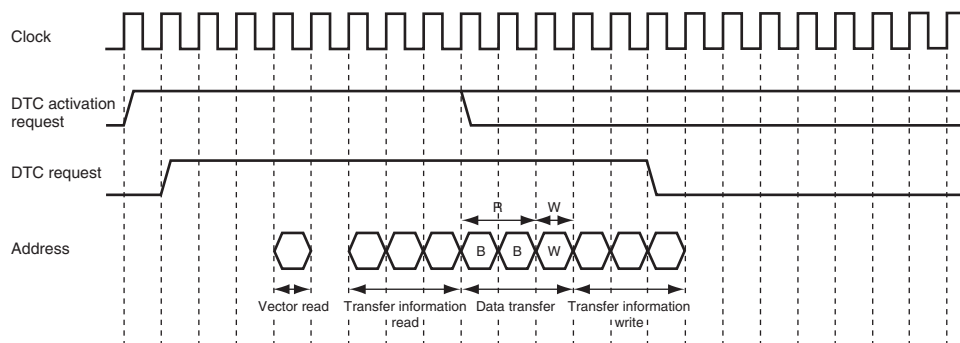 Clock
DTC activation
request
DTC request
R W
Address
B B W
Vector read Transfer information Data transfer Transfer information
read write